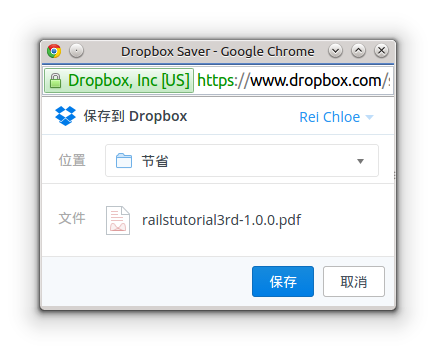 Dropbox Saver - Google Chrome
Dropbox, Inc [US] https://www.dropbox.com/
保存到 Dropbox Rei Chloe
位置 节省
文件 railstutorial3rd-1.0.0.pdf
保存 取消